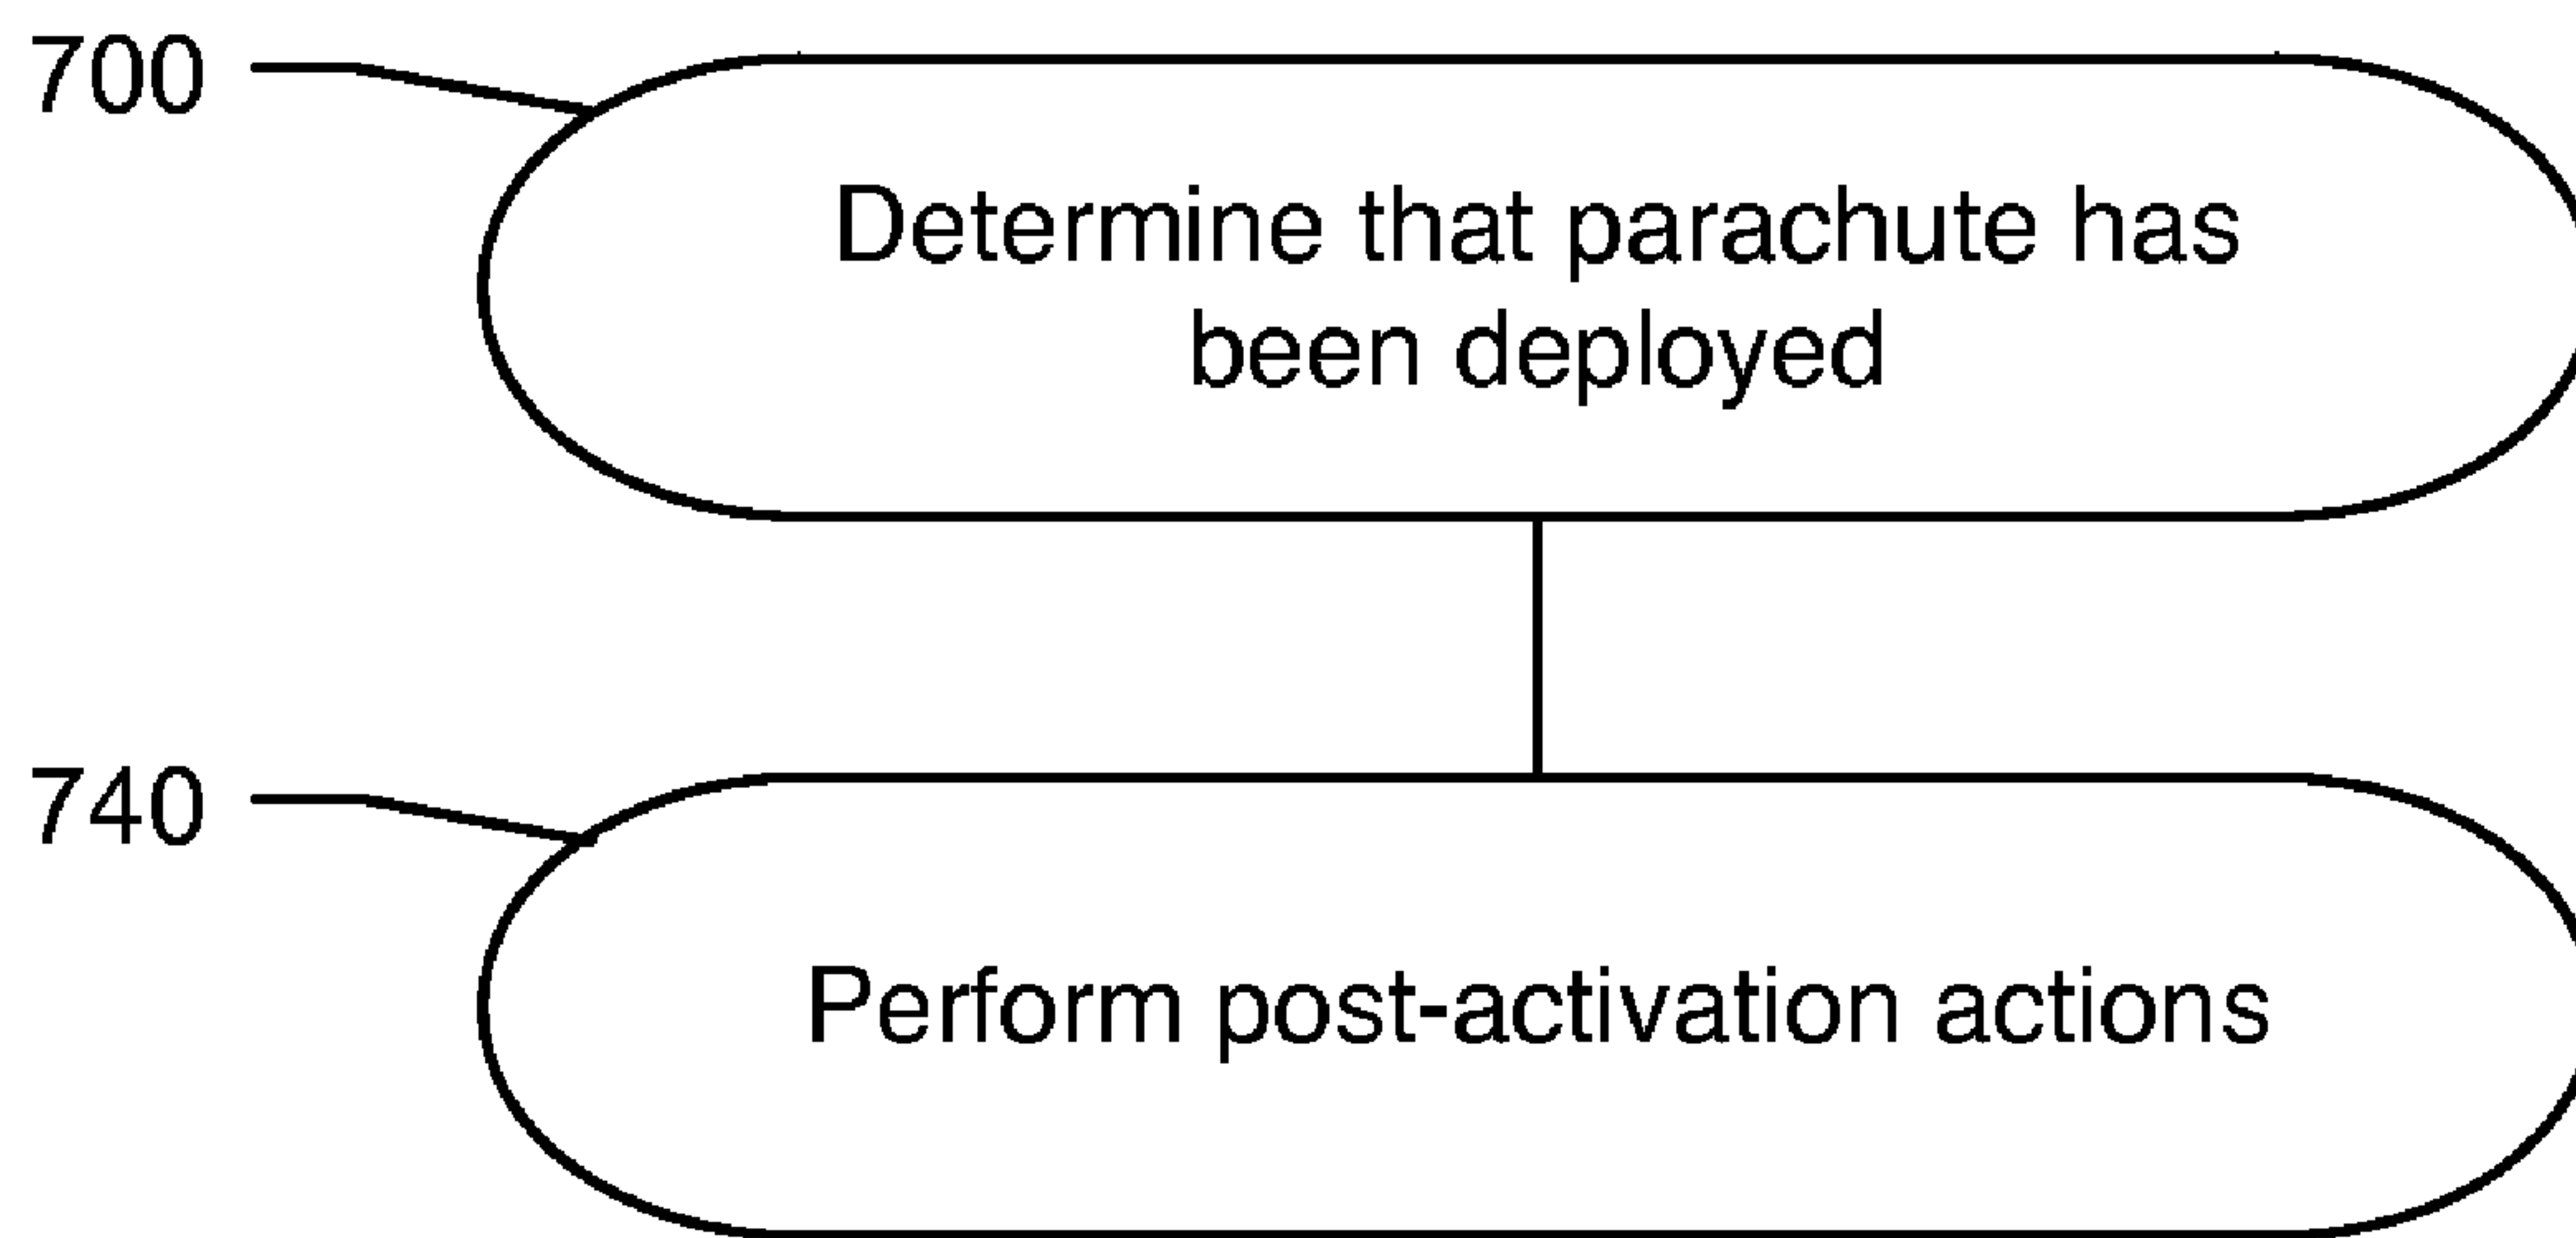 700
Determine that parachute has
been deployed
740
Perform post-activation actions